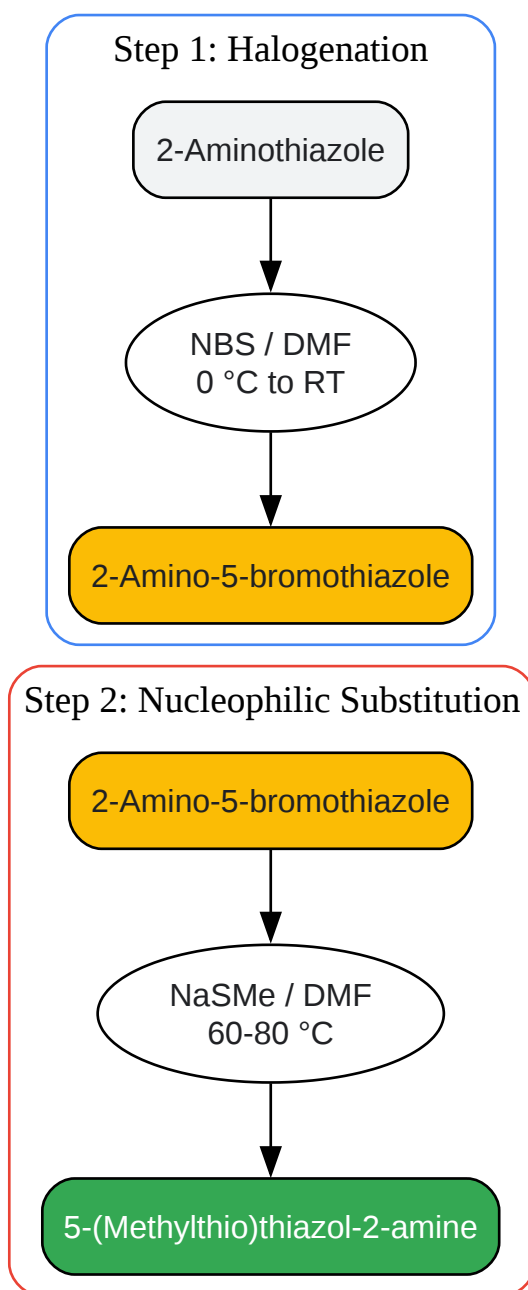 Step 1: Halogenation
2-Aminothiazole
NBS / DMF
0 °C to RT
2-Amino-5-bromothiazole
Step 2: Nucleophilic Substitution
2-Amino-5-bromothiazole
NaSMe / DMF
60-80 °C
5-(Methylthio)thiazol-2-amine